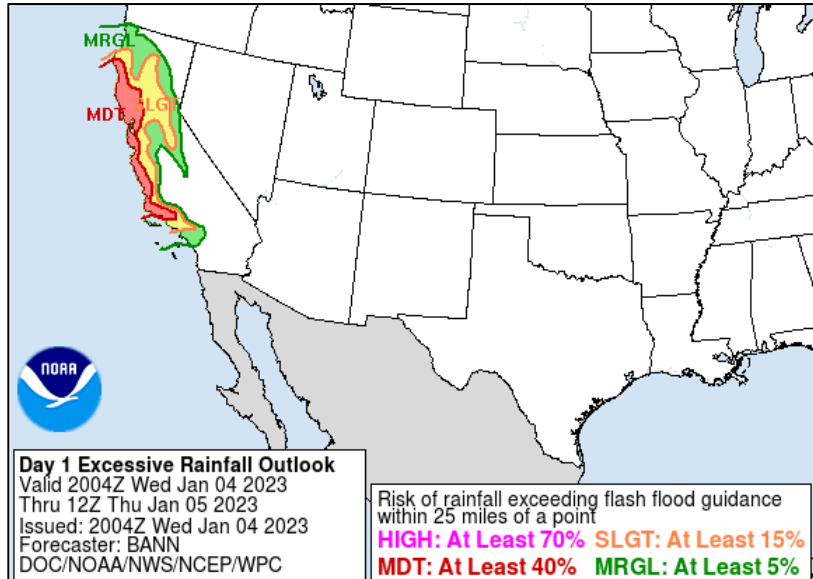 MRGL
SLGT
MDT
NOAA
Day 1 Excessive Rainfall Outlook
Valid 2004Z Wed Jan 04 2023
Thru 12Z Thu Jan 05 2023
Issued: 2004Z Wed Jan 04 2023
Forecaster: BANN
DOC/NOAA/NWS/NCEP/WPC
Risk of rainfall exceeding flash flood guidance
within 25 miles of a point
HIGH: At Least 70% SLGT: At Least 15%
MDT: At Least 40% MRGL: At Least 5%